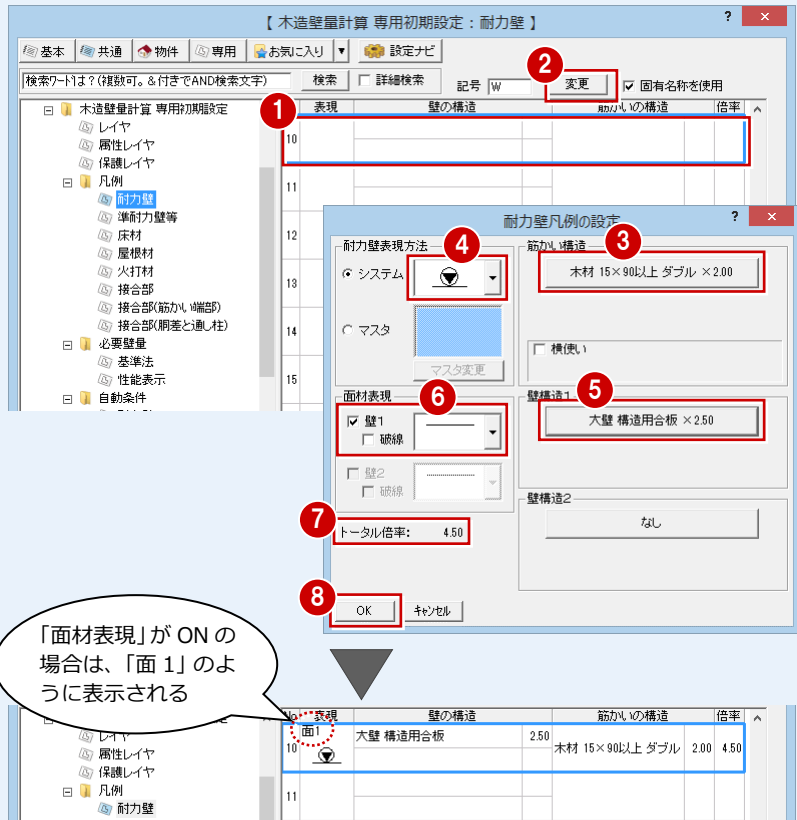 【 木造壁量計算 専用初期設定：耐力壁 】
? ×
基本 共通 物件 専用 お気に入り ▼ 設定ナビ
検索ワードは？(複数可。&付きでAND検索文字) 検索 詳細検索 記号 W 変更 固有名称を使用
2
1
木造壁量計算 専用初期設定
レイヤ
属性レイヤ
保護レイヤ
凡例
耐力壁
準耐力壁等
床材
屋根材
火打材
接合部
接合部(筋かい端部)
接合部(胴差と通し柱)
必要壁量
基準法
性能表示
自動条件
表現 壁の構造 筋かいの構造 倍率
10
11
12
13
14
15
耐力壁凡例の設定
? ×
耐力壁表現方法
4
システム
マスタ
マスタ変更
筋かい構造
3
木材 15×90以上 ダブル ×2.00
横使い
面材表現
6
壁1
破線
壁2
破線
壁構造1
5
大壁 構造用合板 ×2.50
壁構造2
なし
7
トータル倍率: 4.50
8
OK キャンセル
「面材表現」が ON の
場合は、「面 1」のよ
うに表示される
No 表現 壁の構造 筋かいの構造 倍率
10 面1 大壁 構造用合板 2.50 木材 15×90以上 ダブル 2.00 4.50
11
レイヤ
属性レイヤ
保護レイヤ
凡例
耐力壁